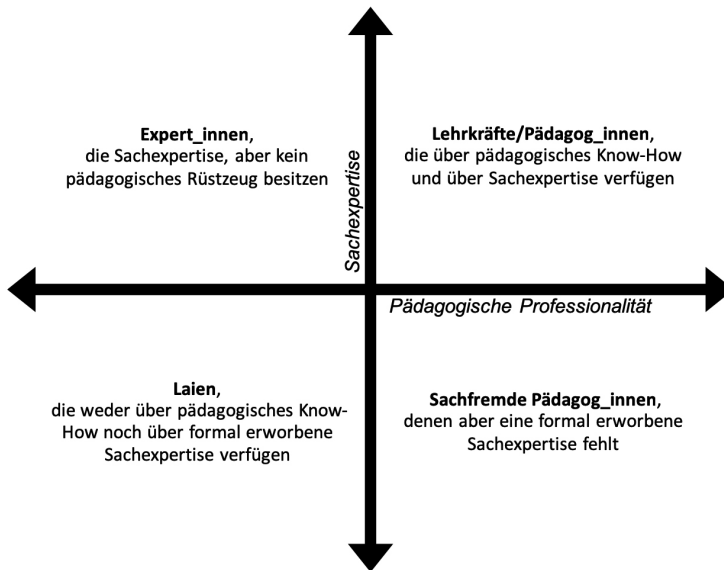 Expert_innen,
die Sachexpertise, aber kein
pädagogisches Rüstzeug besitzen
Lehrkräfte/Pädagog_innen,
die über pädagogisches Know-How
und über Sachexpertise verfügen
Sachexpertise
Pädagogische Professionalität
Laien,
die weder über pädagogisches Know-
How noch über formal erworbene
Sachexpertise verfügen
Sachfremde Pädagog_innen,
denen aber eine formal erworbene
Sachexpertise fehlt